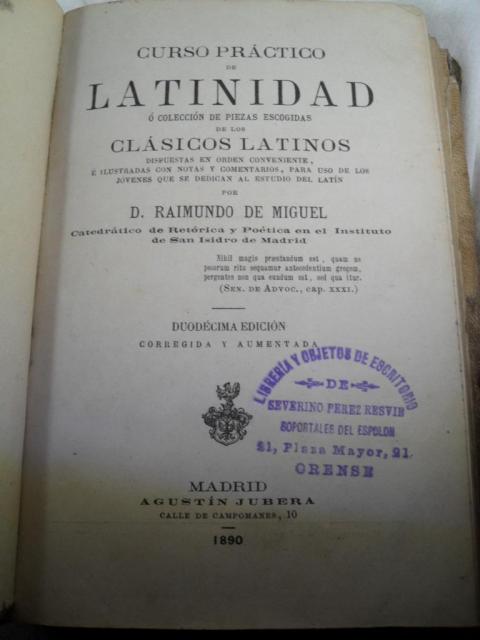 CURSO PRÁCTICO
DE
LATINIDAD
Ó COLECCIÓN DE PIEZAS ESCOGIDAS
DE LOS
CLÁSICOS LATINOS
DISPUESTAS EN ORDEN CONVENIENTE,
É ILUSTRADAS CON NOTAS Y COMENTARIOS, PARA USO DE LOS
JÓVENES QUE SE DEDICAN AL ESTUDIO DEL LATÍN
POR
D. RAIMUNDO DE MIGUEL
Catedrático de Retórica y Poética en el Instituto
de San Isidro de Madrid
Nihil magis præstandum est, quam ne
pecorum ritu sequamur antecedentium gregem,
pergentes non qua eundum est, sed qua itur.
(SEN. DE ADVOC., cap. XXXI.)
DUODÉCIMA EDICIÓN
CORREGIDA Y AUMENTADA
LIBRERÍA Y OBJETOS DE ESCRITORIO
DE
SEVERINO PEREZ RESVIE
SOPORTALES DEL ESPOLON
21, Plaza Mayor, 21
ORENSE
MADRID
AGUSTÍN JUBERA
CALLE DE CAMPOMANES, 10
1890